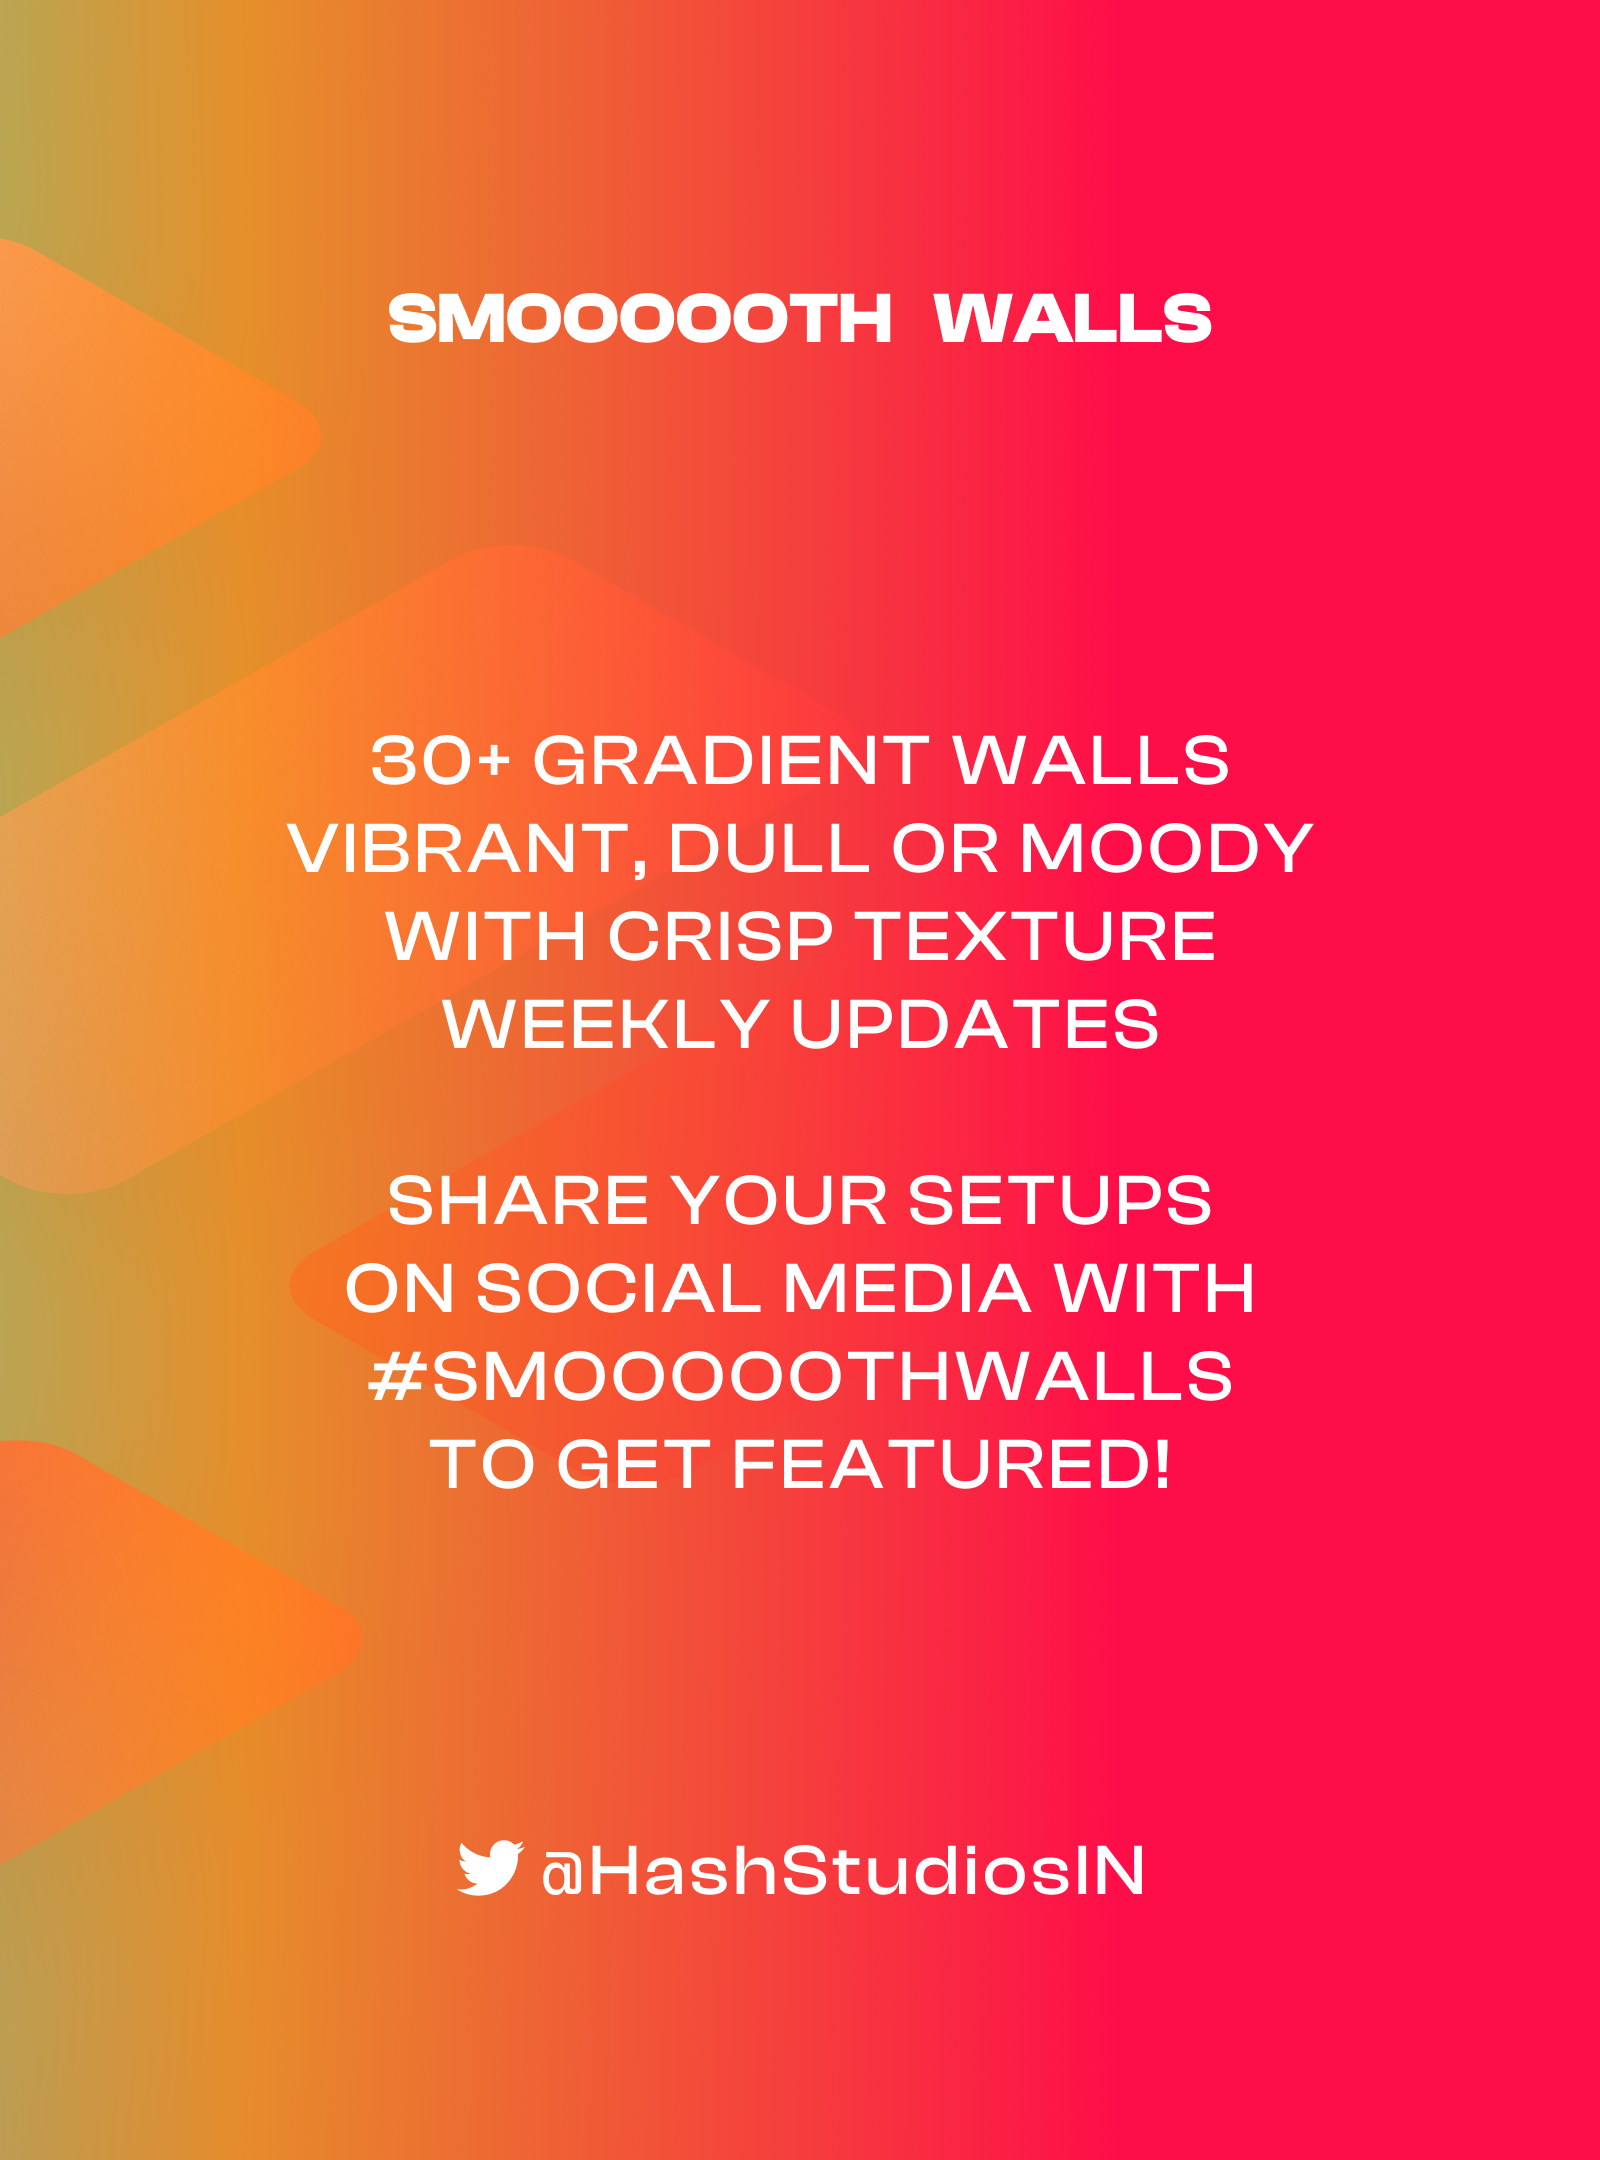 SMOOOOOTH WALLS
30+ GRADIENT WALLS
VIBRANT, DULL OR MOODY
WITH CRISP TEXTURE
WEEKLY UPDATES
SHARE YOUR SETUPS
ON SOCIAL MEDIA WITH
#SMOOOOOTHWALLS
TO GET FEATURED!
@HashStudiosIN